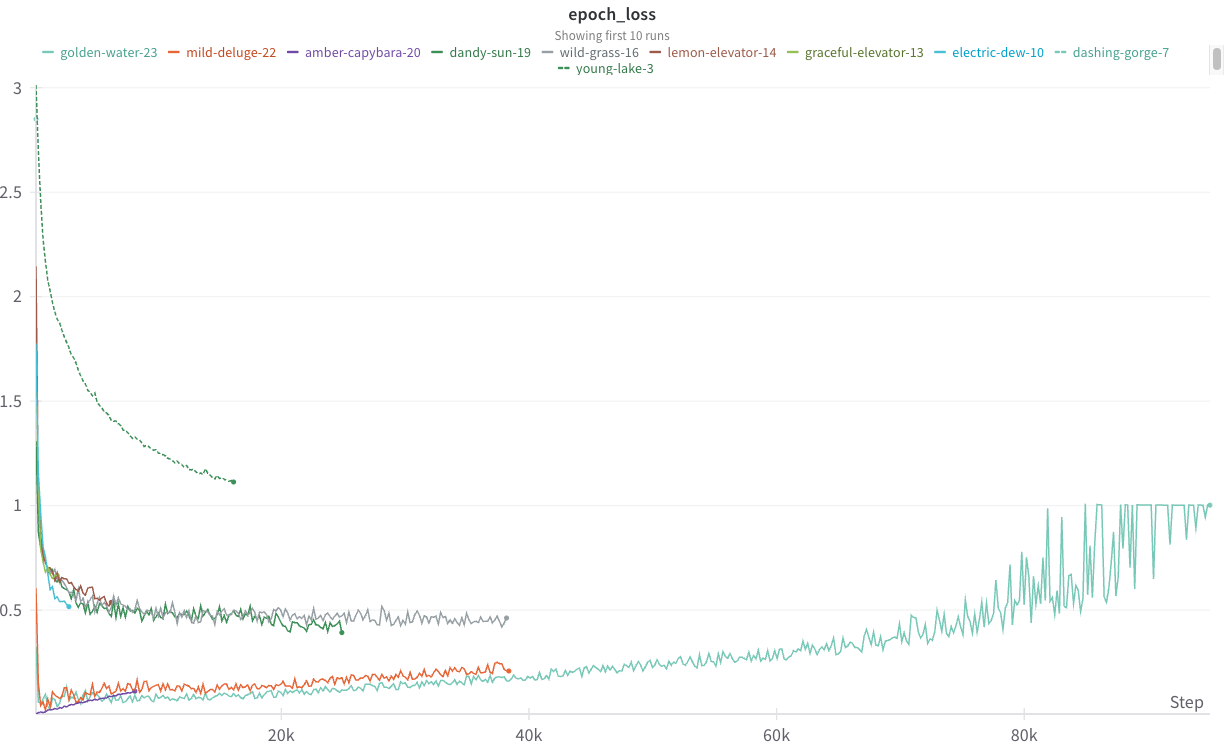 epoch_loss
Showing first 10 runs
golden-water-23 mild-deluge-22 amber-capybara-20 dandy-sun-19 wild-grass-16 lemon-elevator-14 graceful-elevator-13 electric-dew-10 dashing-gorge-7
young-lake-3
3
2.5
2
1.5
1
0.5
Step
20k 40k 60k 80k